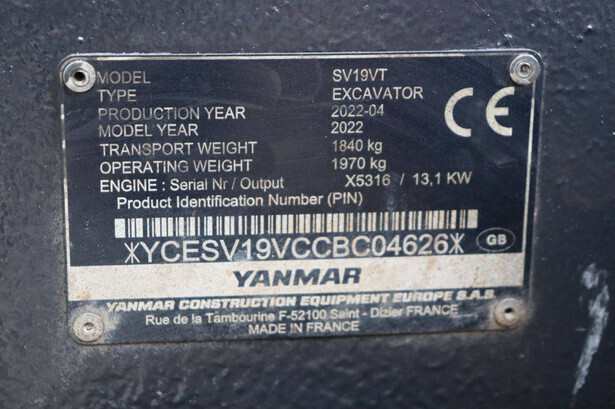 MODEL SV19VT
TYPE EXCAVATOR
PRODUCTION YEAR 2022-04
MODEL YEAR 2022
TRANSPORT WEIGHT 1840 kg
OPERATING WEIGHT 1970 kg
ENGINE : Serial Nr / Output X5316 / 13,1 KW
Product Identification Number (PIN)
CE
*YCESV19VCCBC04626*
GB
YANMAR
YANMAR CONSTRUCTION EQUIPMENT EUROPE S.A.S.
Rue de la Tambourine F-52100 Saint - Dizier FRANCE
MADE IN FRANCE